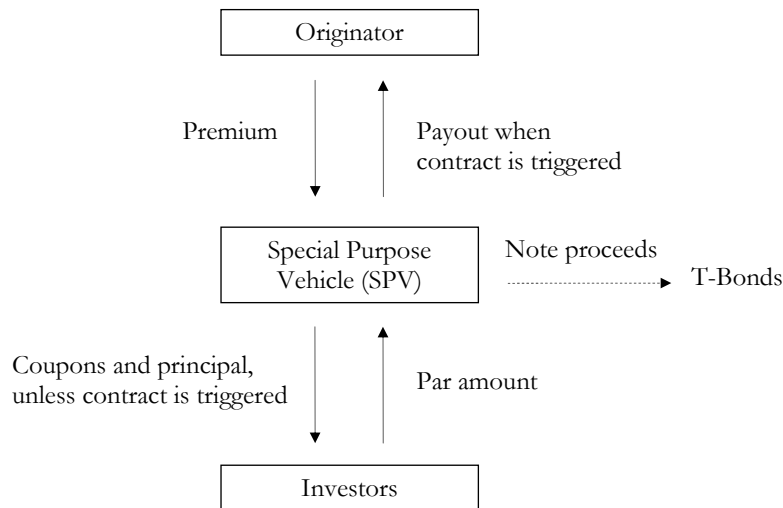 Originator
Premium
Payout when
contract is triggered
Special Purpose
Vehicle (SPV)
Note proceeds
T-Bonds
Coupons and principal,
unless contract is triggered
Par amount
Investors